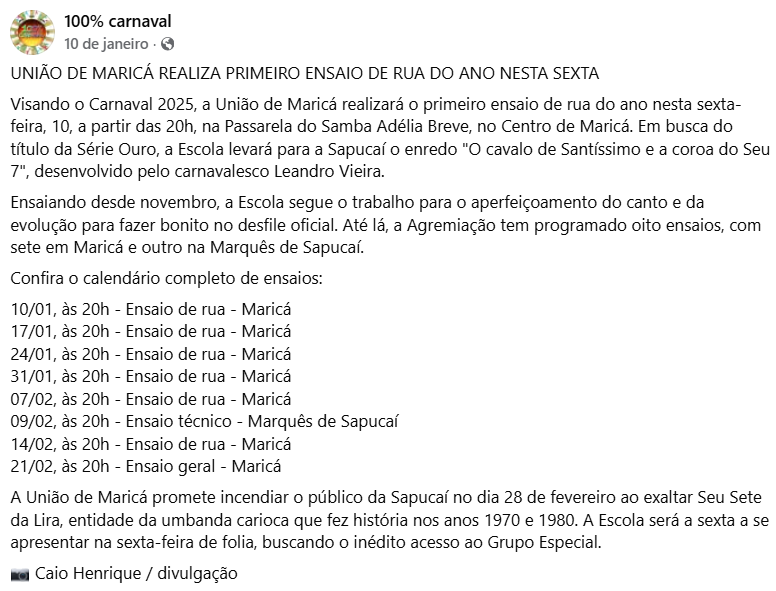 100% carnaval
10 de janeiro ·
UNIÃO DE MARICÁ REALIZA PRIMEIRO ENSAIO DE RUA DO ANO NESTA SEXTA
Visando o Carnaval 2025, a União de Maricá realizará o primeiro ensaio de rua do ano nesta sexta-
feira, 10, a partir das 20h, na Passarela do Samba Adélia Breve, no Centro de Maricá. Em busca do
título da Série Ouro, a Escola levará para a Sapucaí o enredo "O cavalo de Santíssimo e a coroa do Seu
7", desenvolvido pelo carnavalesco Leandro Vieira.
Ensaiando desde novembro, a Escola segue o trabalho para o aperfeiçoamento do canto e da
evolução para fazer bonito no desfile oficial. Até lá, a Agremiação tem programado oito ensaios, com
sete em Maricá e outro na Marquês de Sapucaí.
Confira o calendário completo de ensaios:
10/01, às 20h - Ensaio de rua - Maricá
17/01, às 20h - Ensaio de rua - Maricá
24/01, às 20h - Ensaio de rua - Maricá
31/01, às 20h - Ensaio de rua - Maricá
07/02, às 20h - Ensaio de rua - Maricá
09/02, às 20h - Ensaio técnico - Marquês de Sapucaí
14/02, às 20h - Ensaio de rua - Maricá
21/02, às 20h - Ensaio geral - Maricá
A União de Maricá promete incendiar o público da Sapucaí no dia 28 de fevereiro ao exaltar Seu Sete
da Lira, entidade da umbanda carioca que fez história nos anos 1970 e 1980. A Escola será a sexta a se
apresentar na sexta-feira de folia, buscando o inédito acesso ao Grupo Especial.
📷 Caio Henrique / divulgação